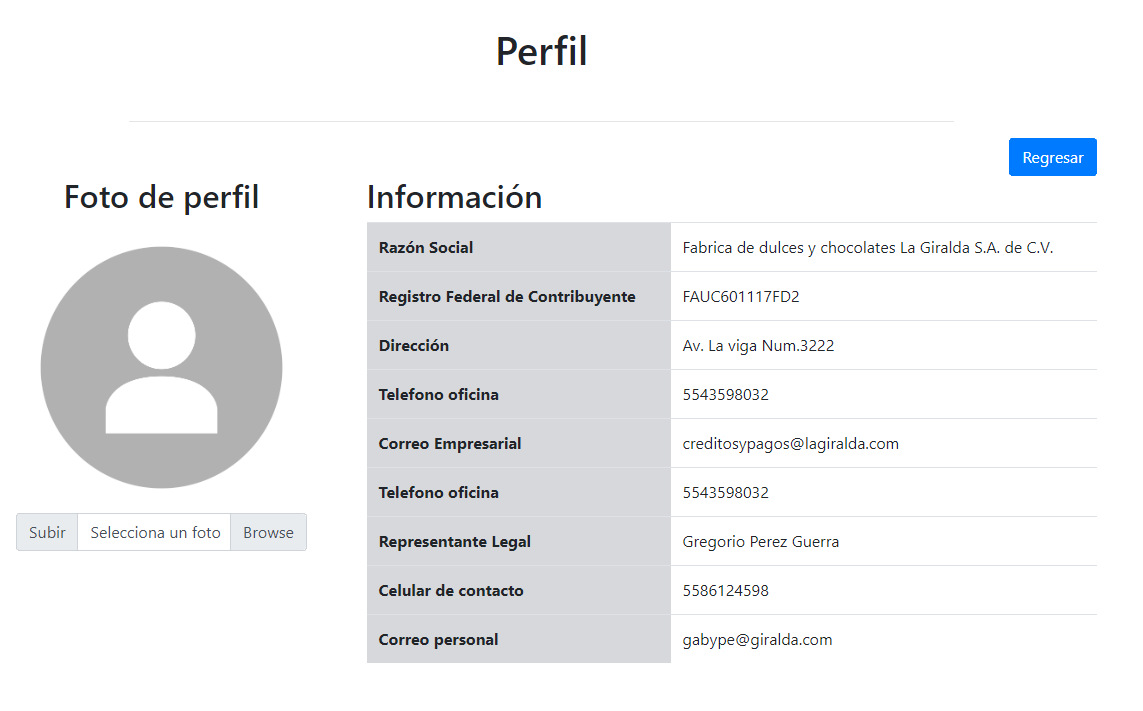 Perfil
Regresar
Foto de perfil
Subir
Selecciona un foto
Browse
Información
Razón Social Fabrica de dulces y chocolates La Giralda S.A. de C.V.
Registro Federal de Contribuyente FAUC601117FD2
Dirección Av. La viga Num.3222
Telefono oficina 5543598032
Correo Empresarial creditosypagos@lagiralda.com
Telefono oficina 5543598032
Representante Legal Gregorio Perez Guerra
Celular de contacto 5586124598
Correo personal gabype@giralda.com